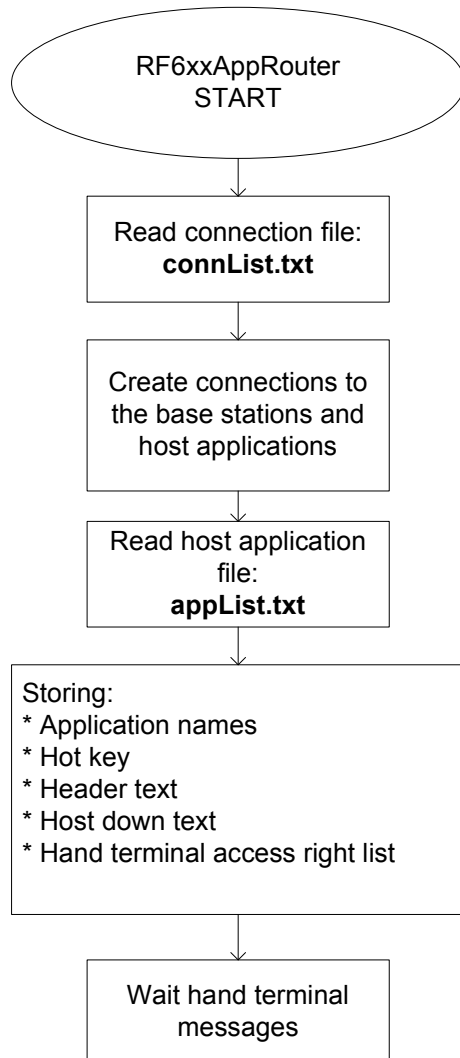 RF6xxAppRouter
START
Read connection file:
connList.txt
Create connections to
the base stations and
host applications
Read host application
file:
appList.txt
Storing:
* Application names
* Hot key
* Header text
* Host down text
* Hand terminal access right list
Wait hand terminal
messages